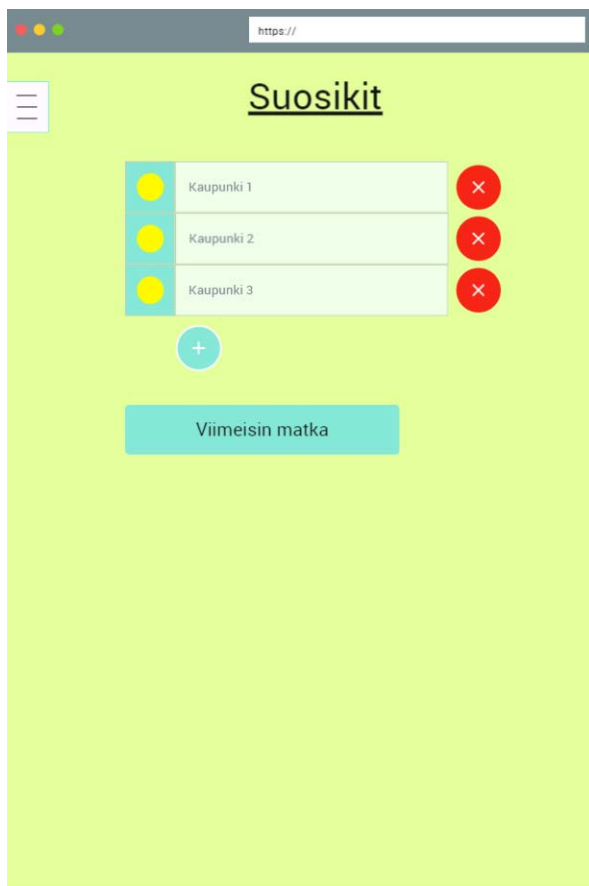 https://
Suosikit
Kaupunki 1
Kaupunki 2
Kaupunki 3
Viimeisin matka